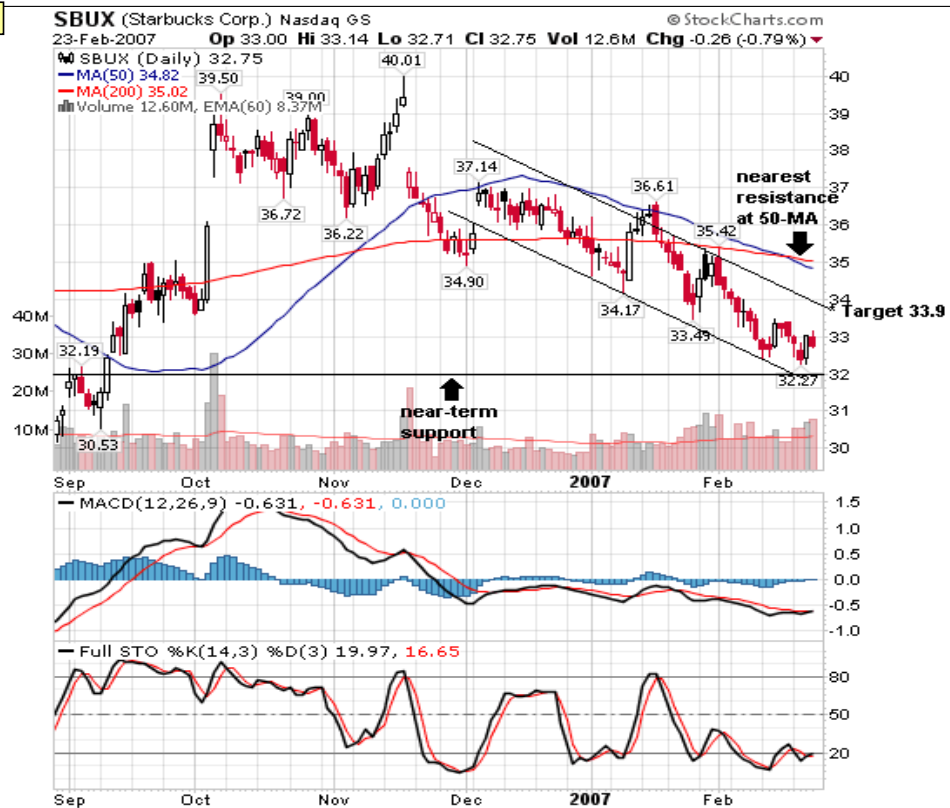 SBUX (Starbucks Corp.) Nasdaq GS © StockCharts.com
23-Feb-2007 Op 33.00 Hi 33.14 Lo 32.71 Cl 32.75 Vol 12.6M Chg -0.26 (-0.79%)
SBUX (Daily) 32.75
MA(50) 34.82
MA(200) 35.02
Volume 12.60M, EMA(60) 8.37M
39.50
39.00
40.01
36.72
36.22
37.14
34.90
36.61
35.42
34.17
33.49
32.27
32.19
30.53
nearest
resistance
at 50-MA
Target 33.9
near-term
support
40
39
38
37
36
35
34
33
32
31
30
40M
30M
20M
10M
Sep Oct Nov Dec 2007 Feb
MACD(12,26,9) -0.631, -0.631, 0.000
1.5
1.0
0.5
0.0
-0.5
-1.0
Full STO %K(14,3) %D(3) 19.97, 16.65
80
50
20
Sep Oct Nov Dec 2007 Feb